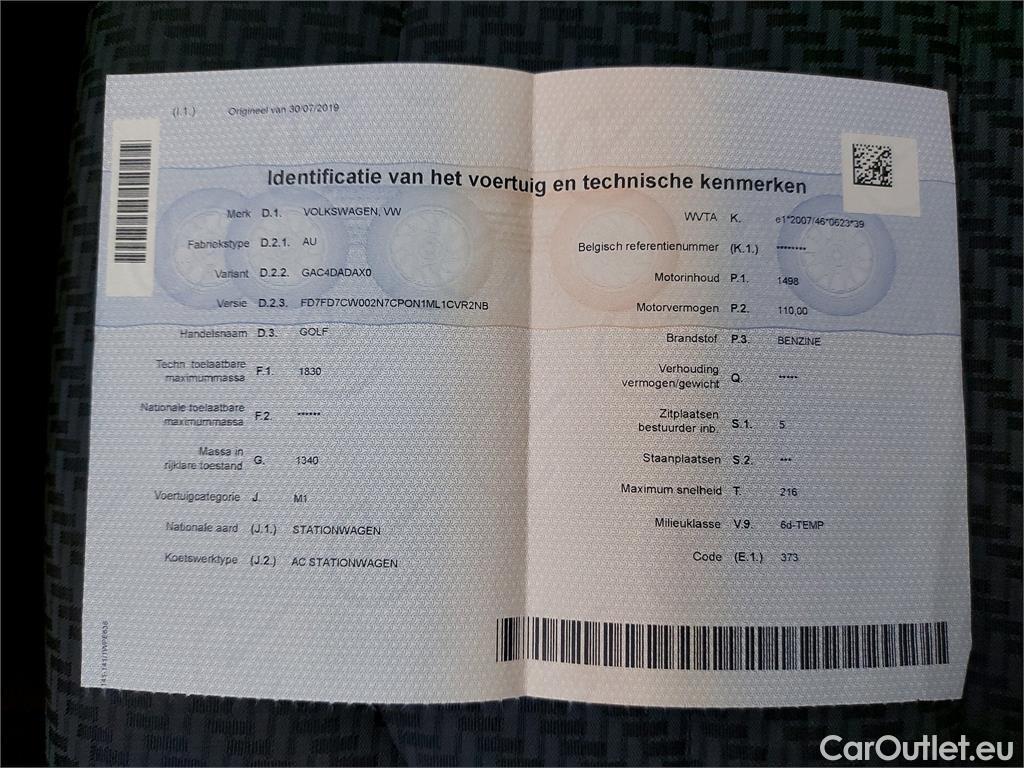 (I.1.) Origineel van 30/07/2019
Identificatie van het voertuig en technische kenmerken
Merk D.1. VOLKSWAGEN, VW
Fabriekstype D.2.1. AU
Variant D.2.2. GAC4DADAX0
Versie D.2.3. FD7FD7CW002N7CPON1ML1CVR2NB
Handelsnaam D.3. GOLF
Techn toelaatbare
maximummassa F.1. 1830
Nationale toelaatbare
maximummassa F.2. ******
Massa in
rijklare toestand G. 1340
Voertuigcategorie J. M1
Nationale aard (J.1.) STATIONWAGEN
Koetswerktype (J.2.) AC STATIONWAGEN
WVTA K. e1*2007/46*0623*39
Belgisch referentienummer (K.1.) ********
Motorinhoud P.1. 1498
Motorvermogen P.2. 110,00
Brandstof P.3. BENZINE
Verhouding
vermogen/gewicht Q. *****
Zitplaatsen
bestuurder inb. S.1. 5
Staanplaatsen S.2. ***
Maximum snelheid T. 216
Milieuklasse V.9. 6d-TEMP
Code (E.1.) 373
CarOutlet.eu